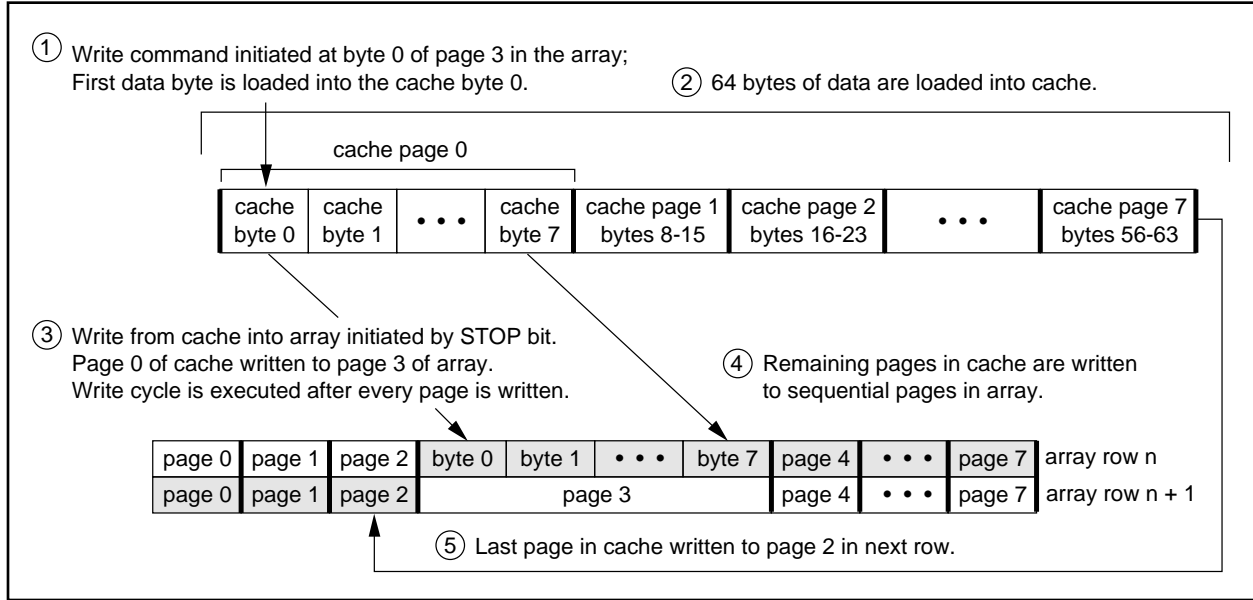 1 Write command initiated at byte 0 of page 3 in the array;
First data byte is loaded into the cache byte 0.
2 64 bytes of data are loaded into cache.
cache page 0
cache byte 0 cache byte 1 • • • cache byte 7 cache page 1 bytes 8-15 cache page 2 bytes 16-23 • • • cache page 7 bytes 56-63
3 Write from cache into array initiated by STOP bit.
Page 0 of cache written to page 3 of array.
Write cycle is executed after every page is written.
4 Remaining pages in cache are written
to sequential pages in array.
page 0 page 1 page 2 byte 0 byte 1 • • • byte 7 page 4 • • • page 7 array row n
page 0 page 1 page 2 page 3 page 4 • • • page 7 array row n + 1
5 Last page in cache written to page 2 in next row.